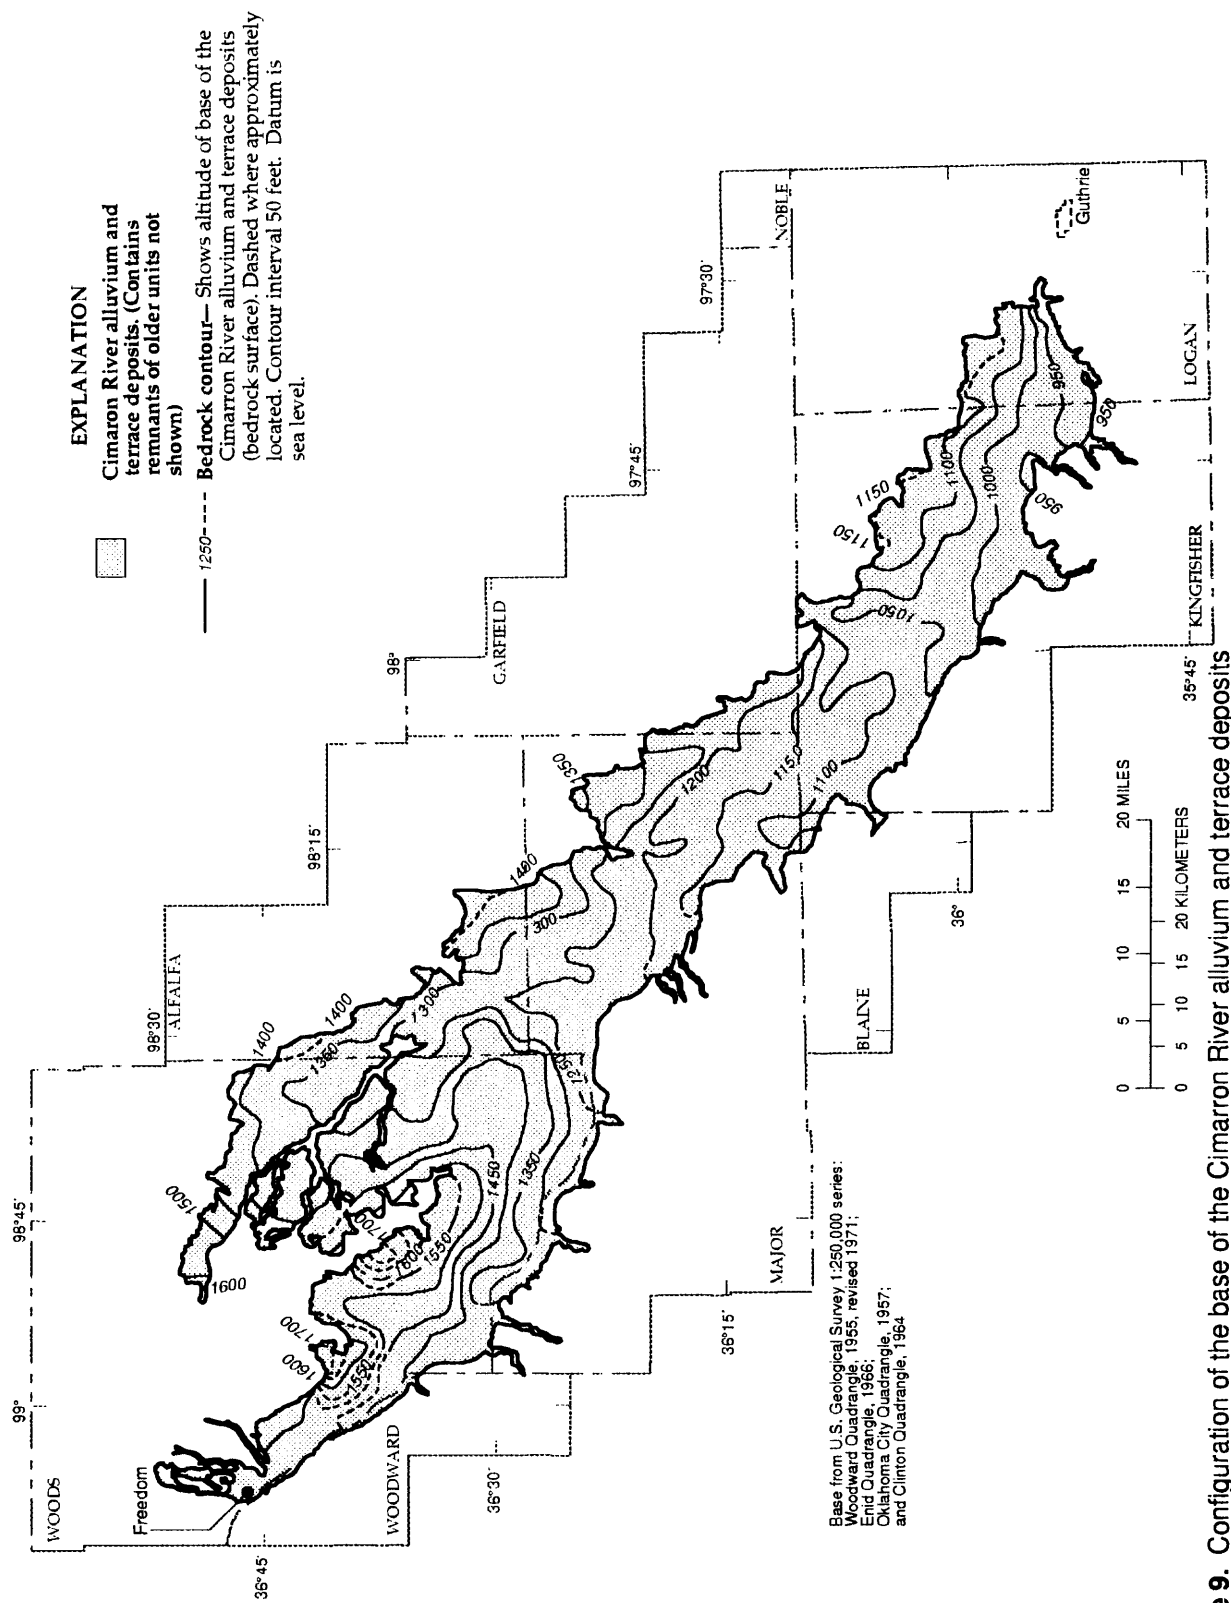 EXPLANATION
Cimaron River alluvium and
terrace deposits. (Contains
remnants of older units not
shown)
1250
Bedrock contour— Shows altitude of base of the
Cimarron River alluvium and terrace deposits
(bedrock surface). Dashed where approximately
located. Contour interval 50 feet. Datum is
sea level.
99°
98°45'
98°30'
98°15'
98°
97°45'
97°30'
36°45'
36°30'
36°15'
36°
35°45'
WOODS
Freedom
WOODWARD
ALFALFA
MAJOR
GARFIELD
BLAINE
KINGFISHER
NOBLE
LOGAN
Guthrie
1600
1500
1400
1400
1350
300
1400
300
1350
1700
1600
1550
1700
1600
1550
1450
1350
1250
1200
1150
1100
1050
1150
1150
1100
1000
950
950
950
0 5 10 15 20 MILES
0 5 10 15 20 KILOMETERS
Base from U.S. Geological Survey 1:250,000 series:
Woodward Quadrangle, 1955, revised 1971;
Enid Quadrangle, 1966;
Oklahoma City Quadrangle, 1957;
and Clinton Quadrangle, 1964
9. Configuration of the base of the Cimarron River alluvium and terrace deposits